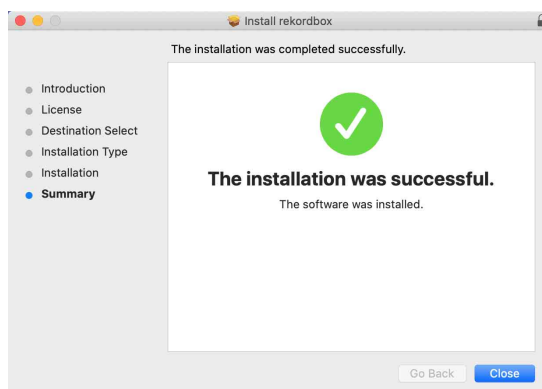 Install rekordbox
The installation was completed successfully.
Introduction
License
Destination Select
Installation Type
Installation
Summary
The installation was successful.
The software was installed.
Go Back
Close